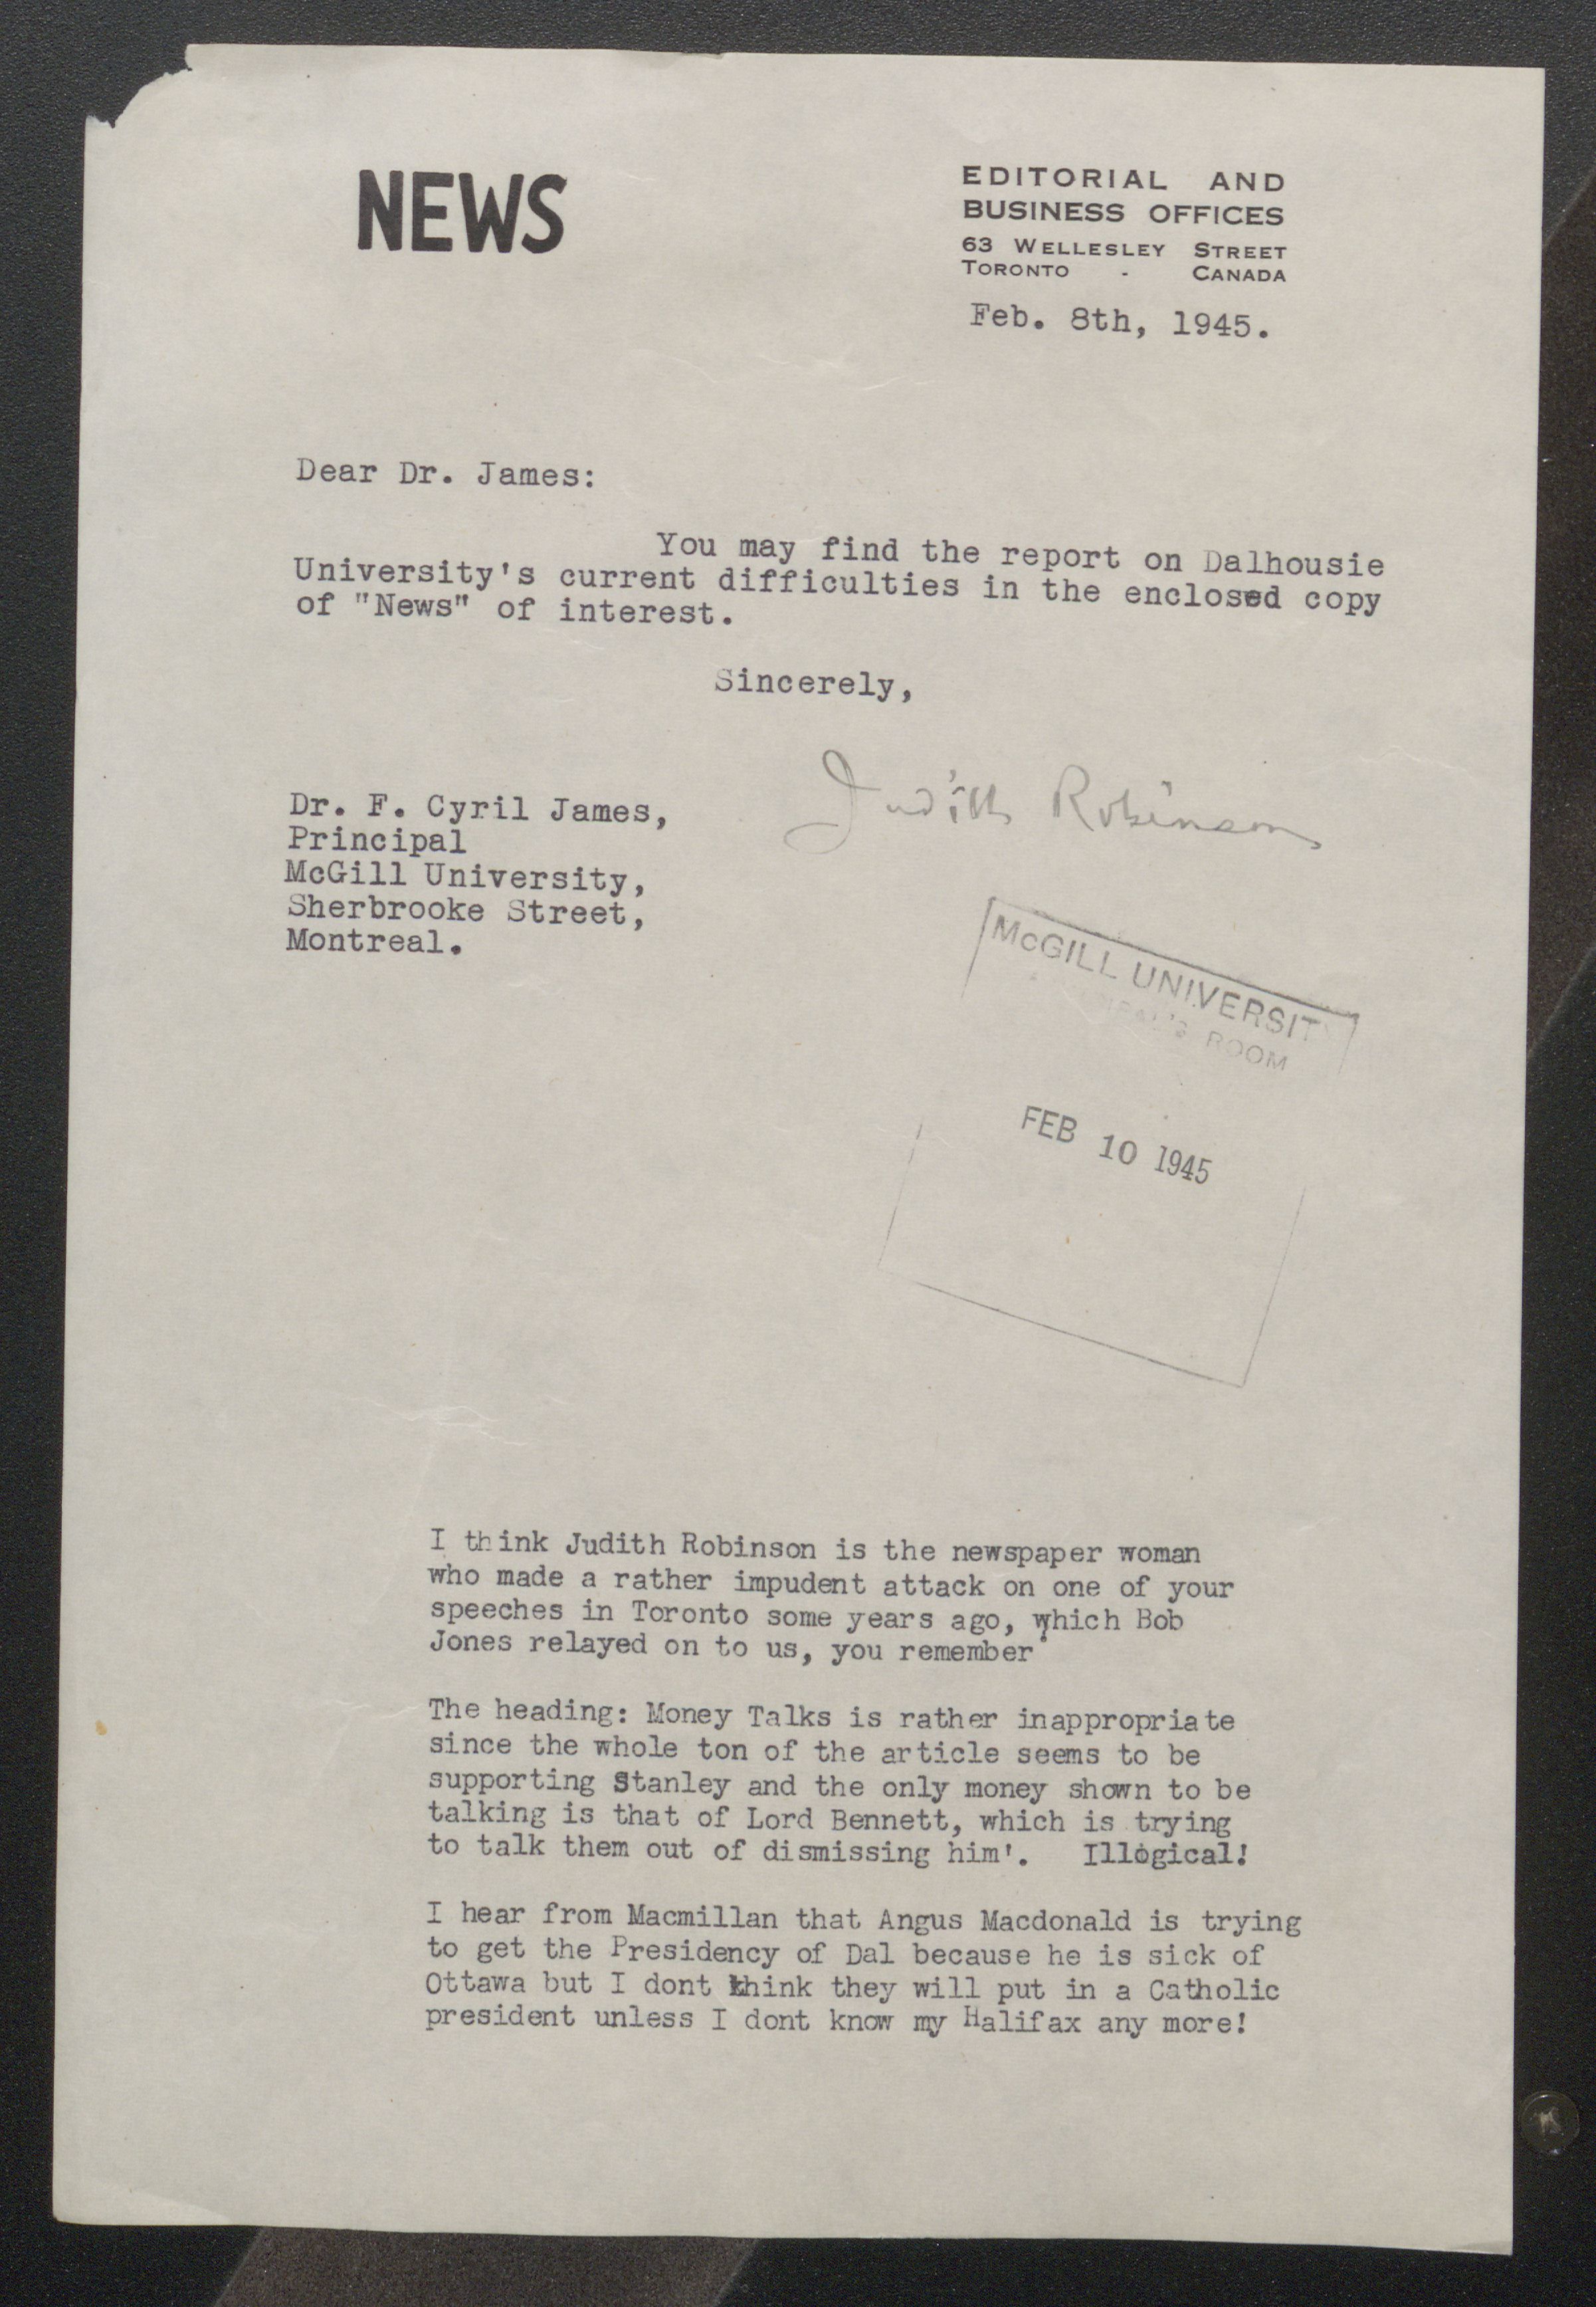 NEWS
EDITORIAL AND
BUSINESS OFFICES
63 WELLESLEY STREET
TORONTO - CANADA
Feb. 8th, 1945.
Dear Dr. James:
You may find the report on Dalhousie
University's current difficulties in the enclosed copy
of "News" of interest.
Sincerely,
Judith Robinson
Dr. F. Cyril James,
Principal
McGill University,
Sherbrooke Street,
Montreal.
McGILL UNIVERSITY
ROOM
FEB 10 1945
I think Judith Robinson is the newspaper woman
who made a rather impudent attack on one of your
speeches in Toronto some years ago, which Bob
Jones relayed on to us, you remember'
The heading: Money Talks is rather inappropriate
since the whole ton of the article seems to be
supporting Stanley and the only money shown to be
talking is that of Lord Bennett, which is trying
to talk them out of dismissing him'. Illogical!
I hear from Macmillan that Angus Macdonald is trying
to get the Presidency of Dal because he is sick of
Ottawa but I dont think they will put in a Catholic
president unless I dont know my Halifax any more!